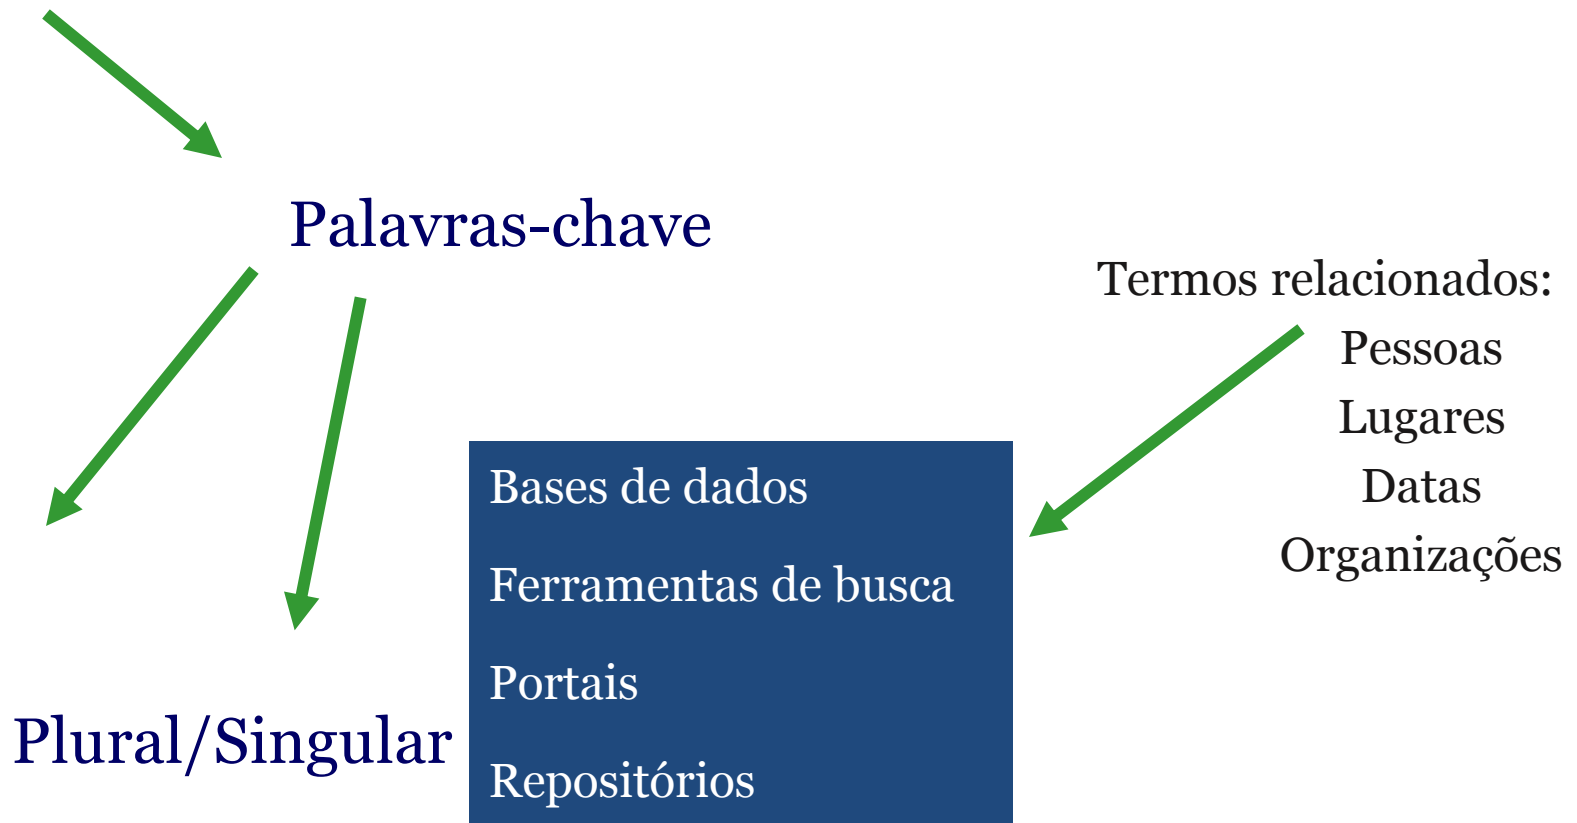 Palavras-chave
Termos relacionados:
Pessoas
Lugares
Datas
Organizações
Bases de dados
Ferramentas de busca
Portais
Repositórios
Plural/Singular